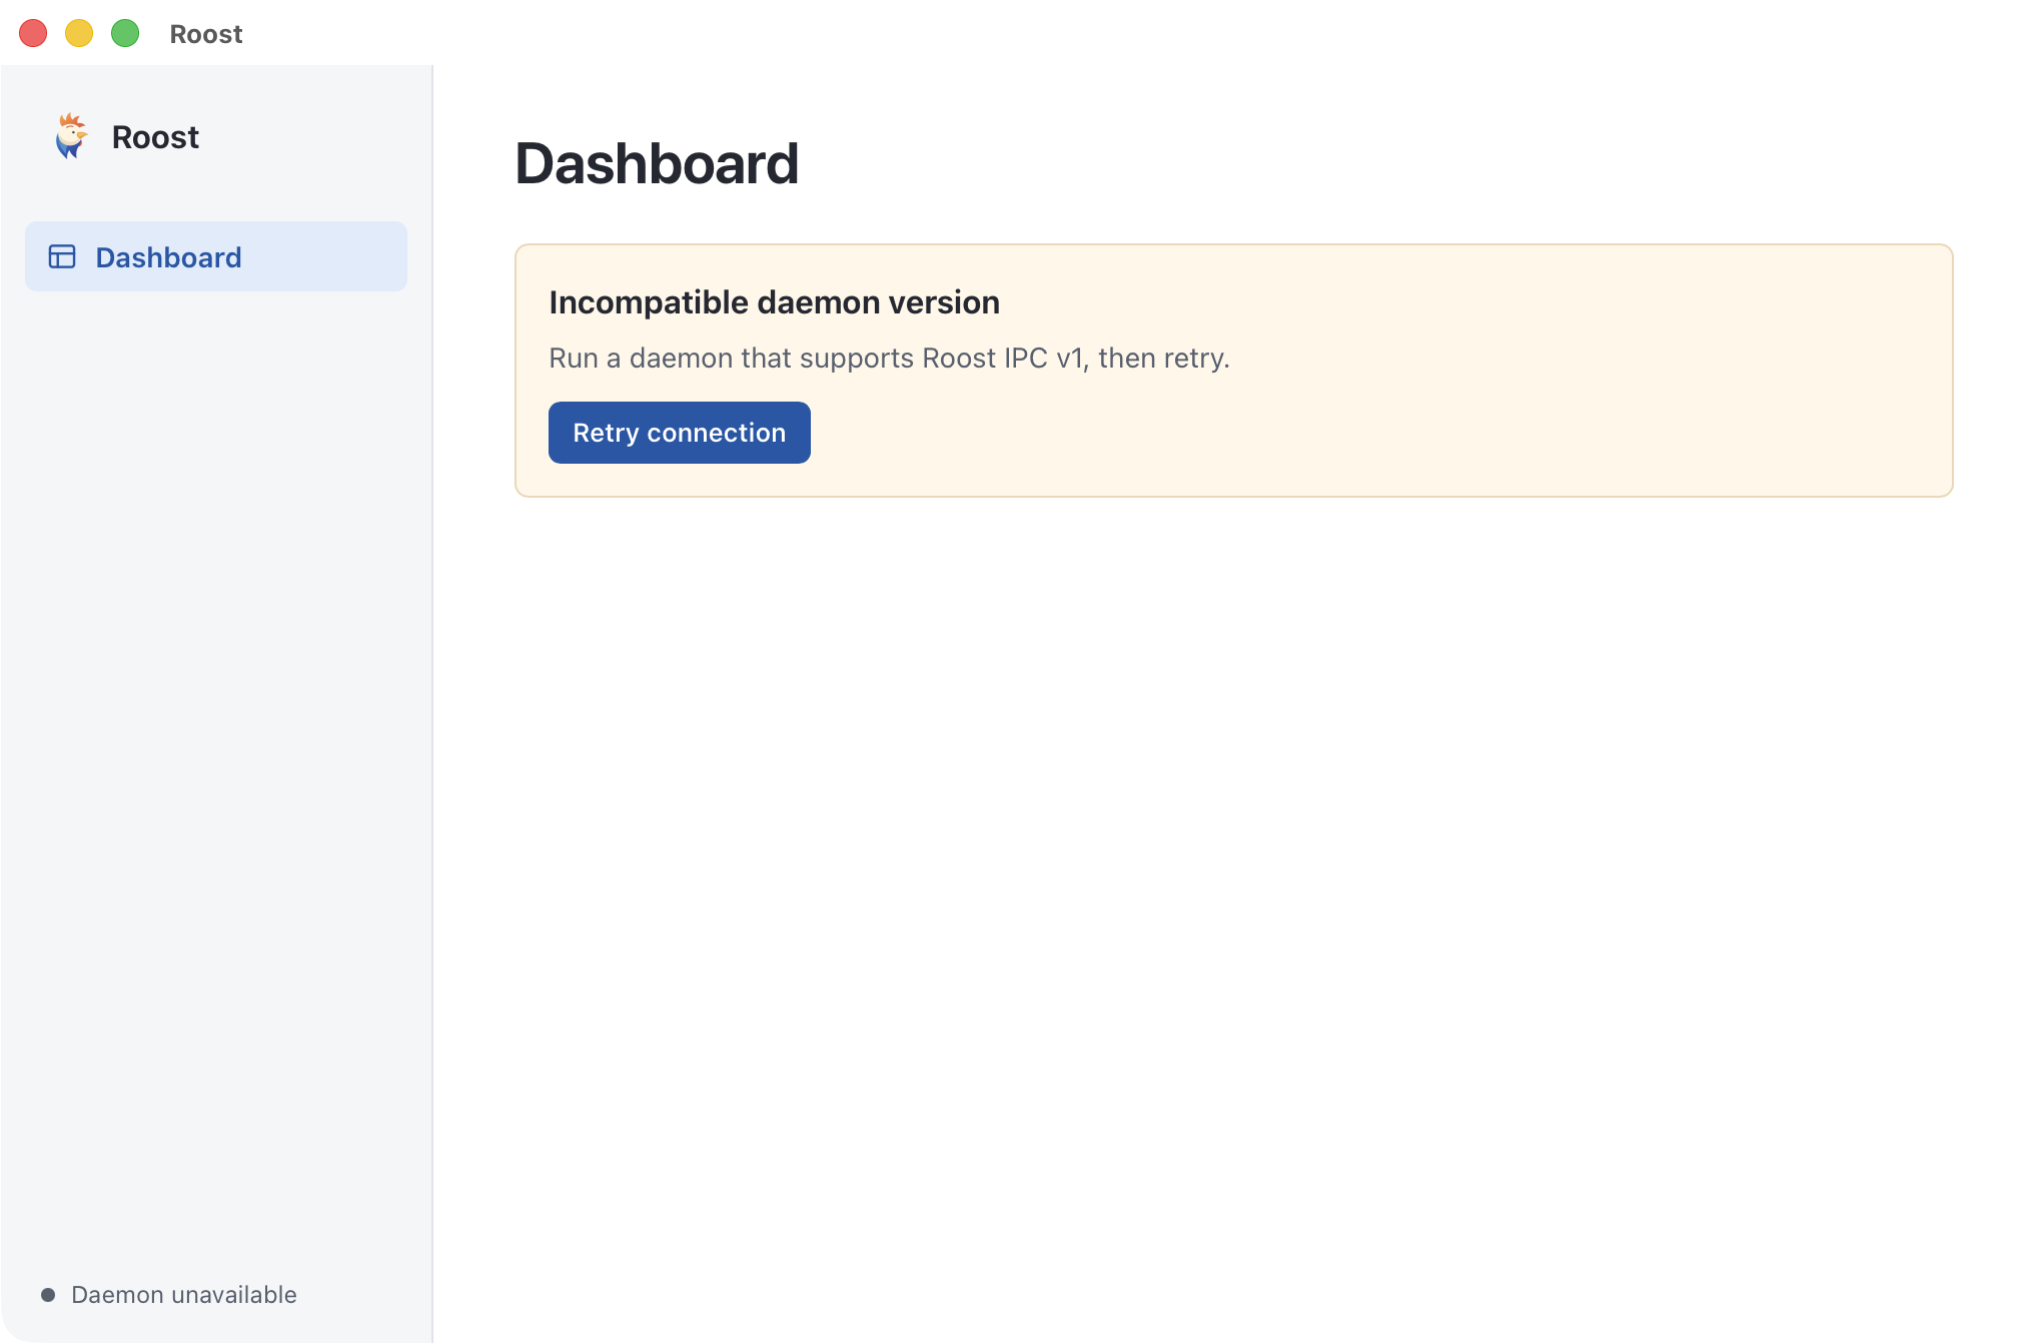 Roost
Roost
Dashboard
Dashboard
Incompatible daemon version
Run a daemon that supports Roost IPC v1, then retry.
Retry connection
Daemon unavailable